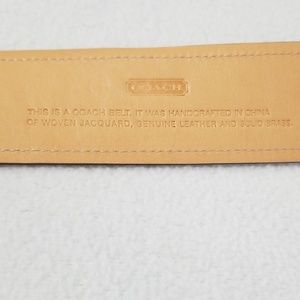 COACH
THIS IS A COACH BELT. IT WAS HANDCRAFTED IN CHINA
OF WOVEN JACQUARD, GENUINE LEATHER AND SOLID BRASS.